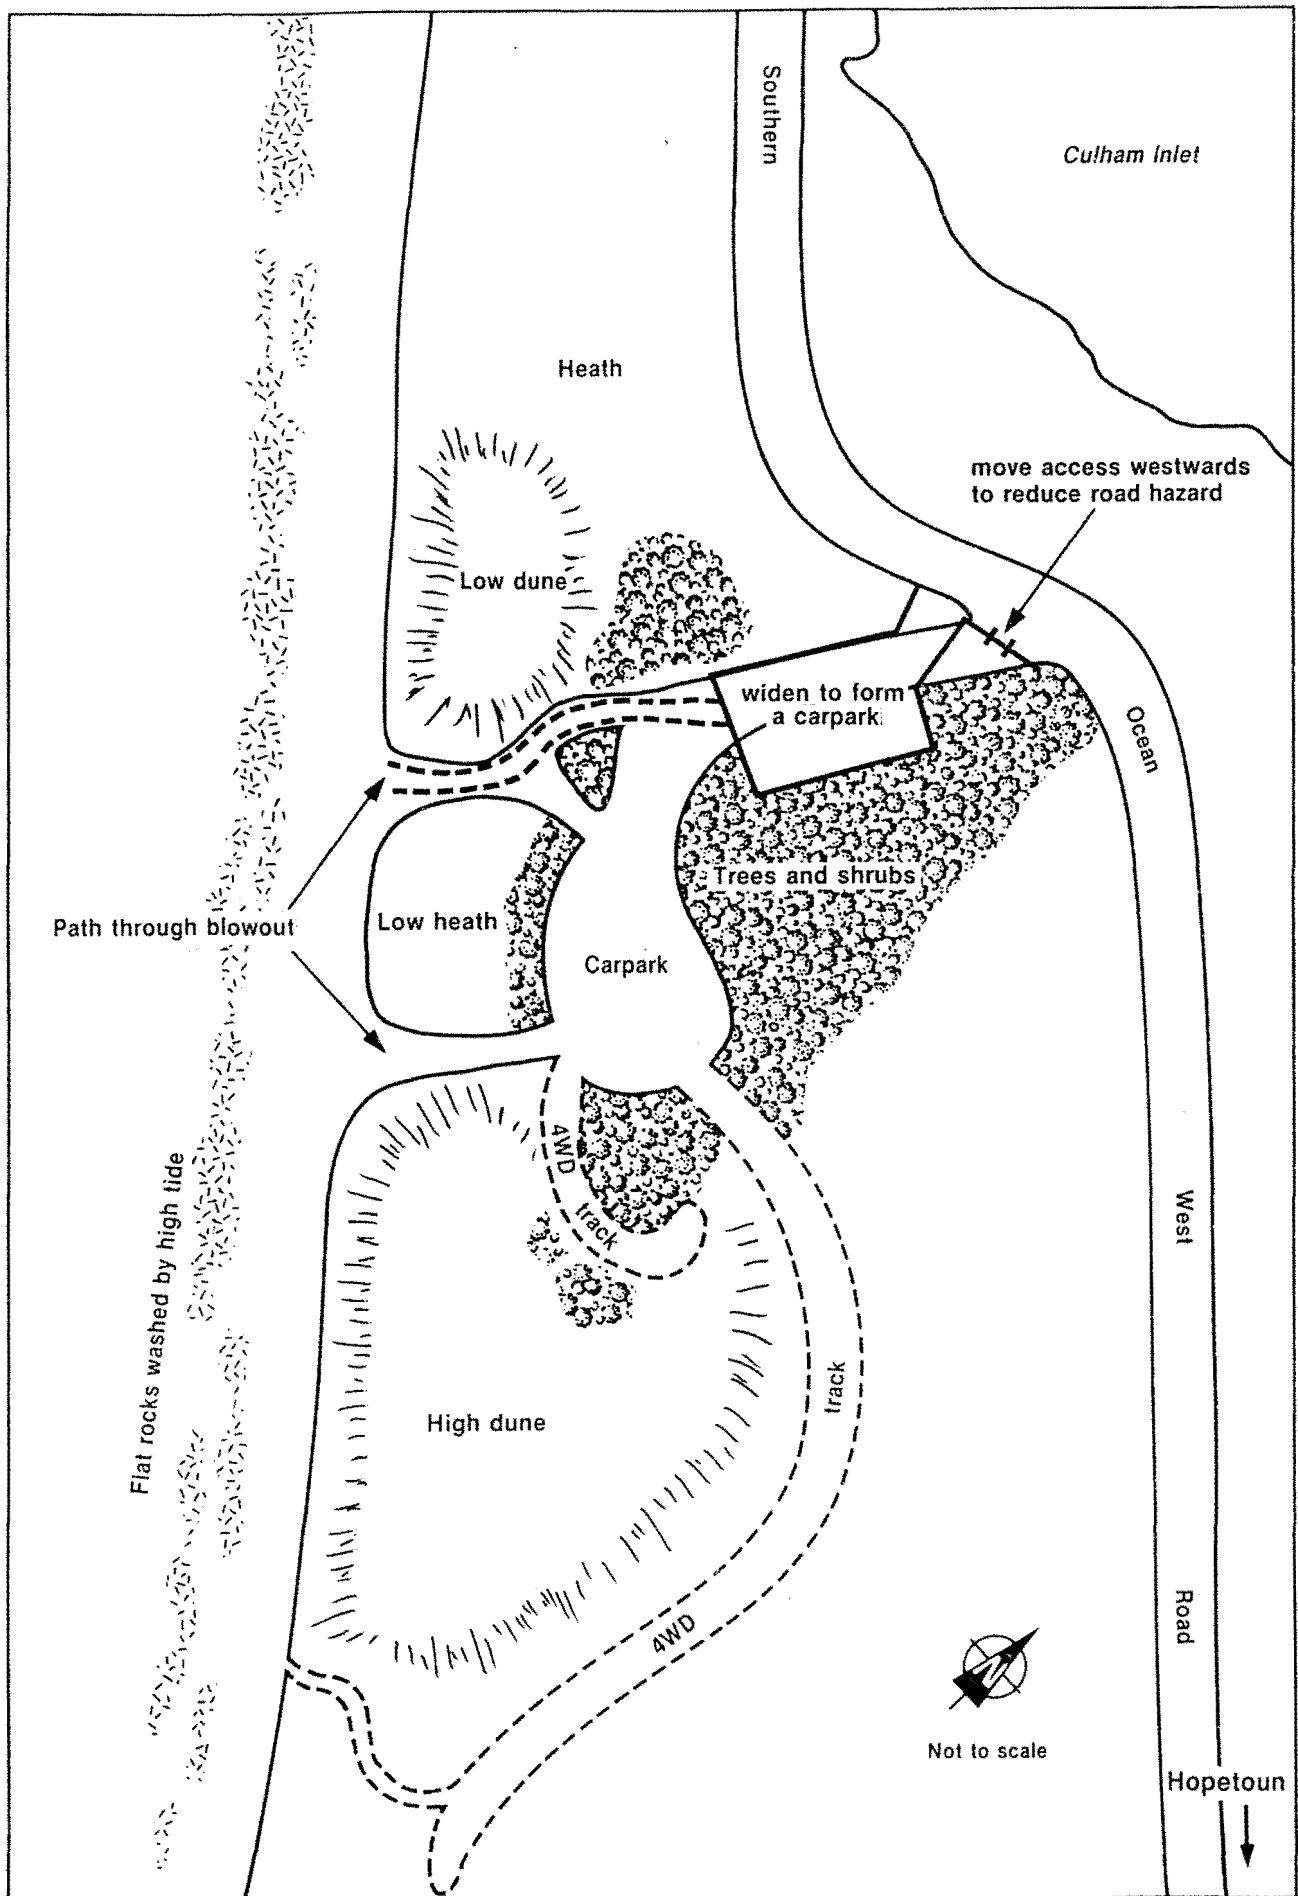 Southern
Culham Inlet
Heath
move access westwards
to reduce road hazard
Low dune
widen to form
a carpark
Ocean
Trees and shrubs
Path through blowout
Low heath
Carpark
4WD
track
Flat rocks washed by high tide
West
track
High dune
4WD
Road
N
Not to scale
Hopetoun